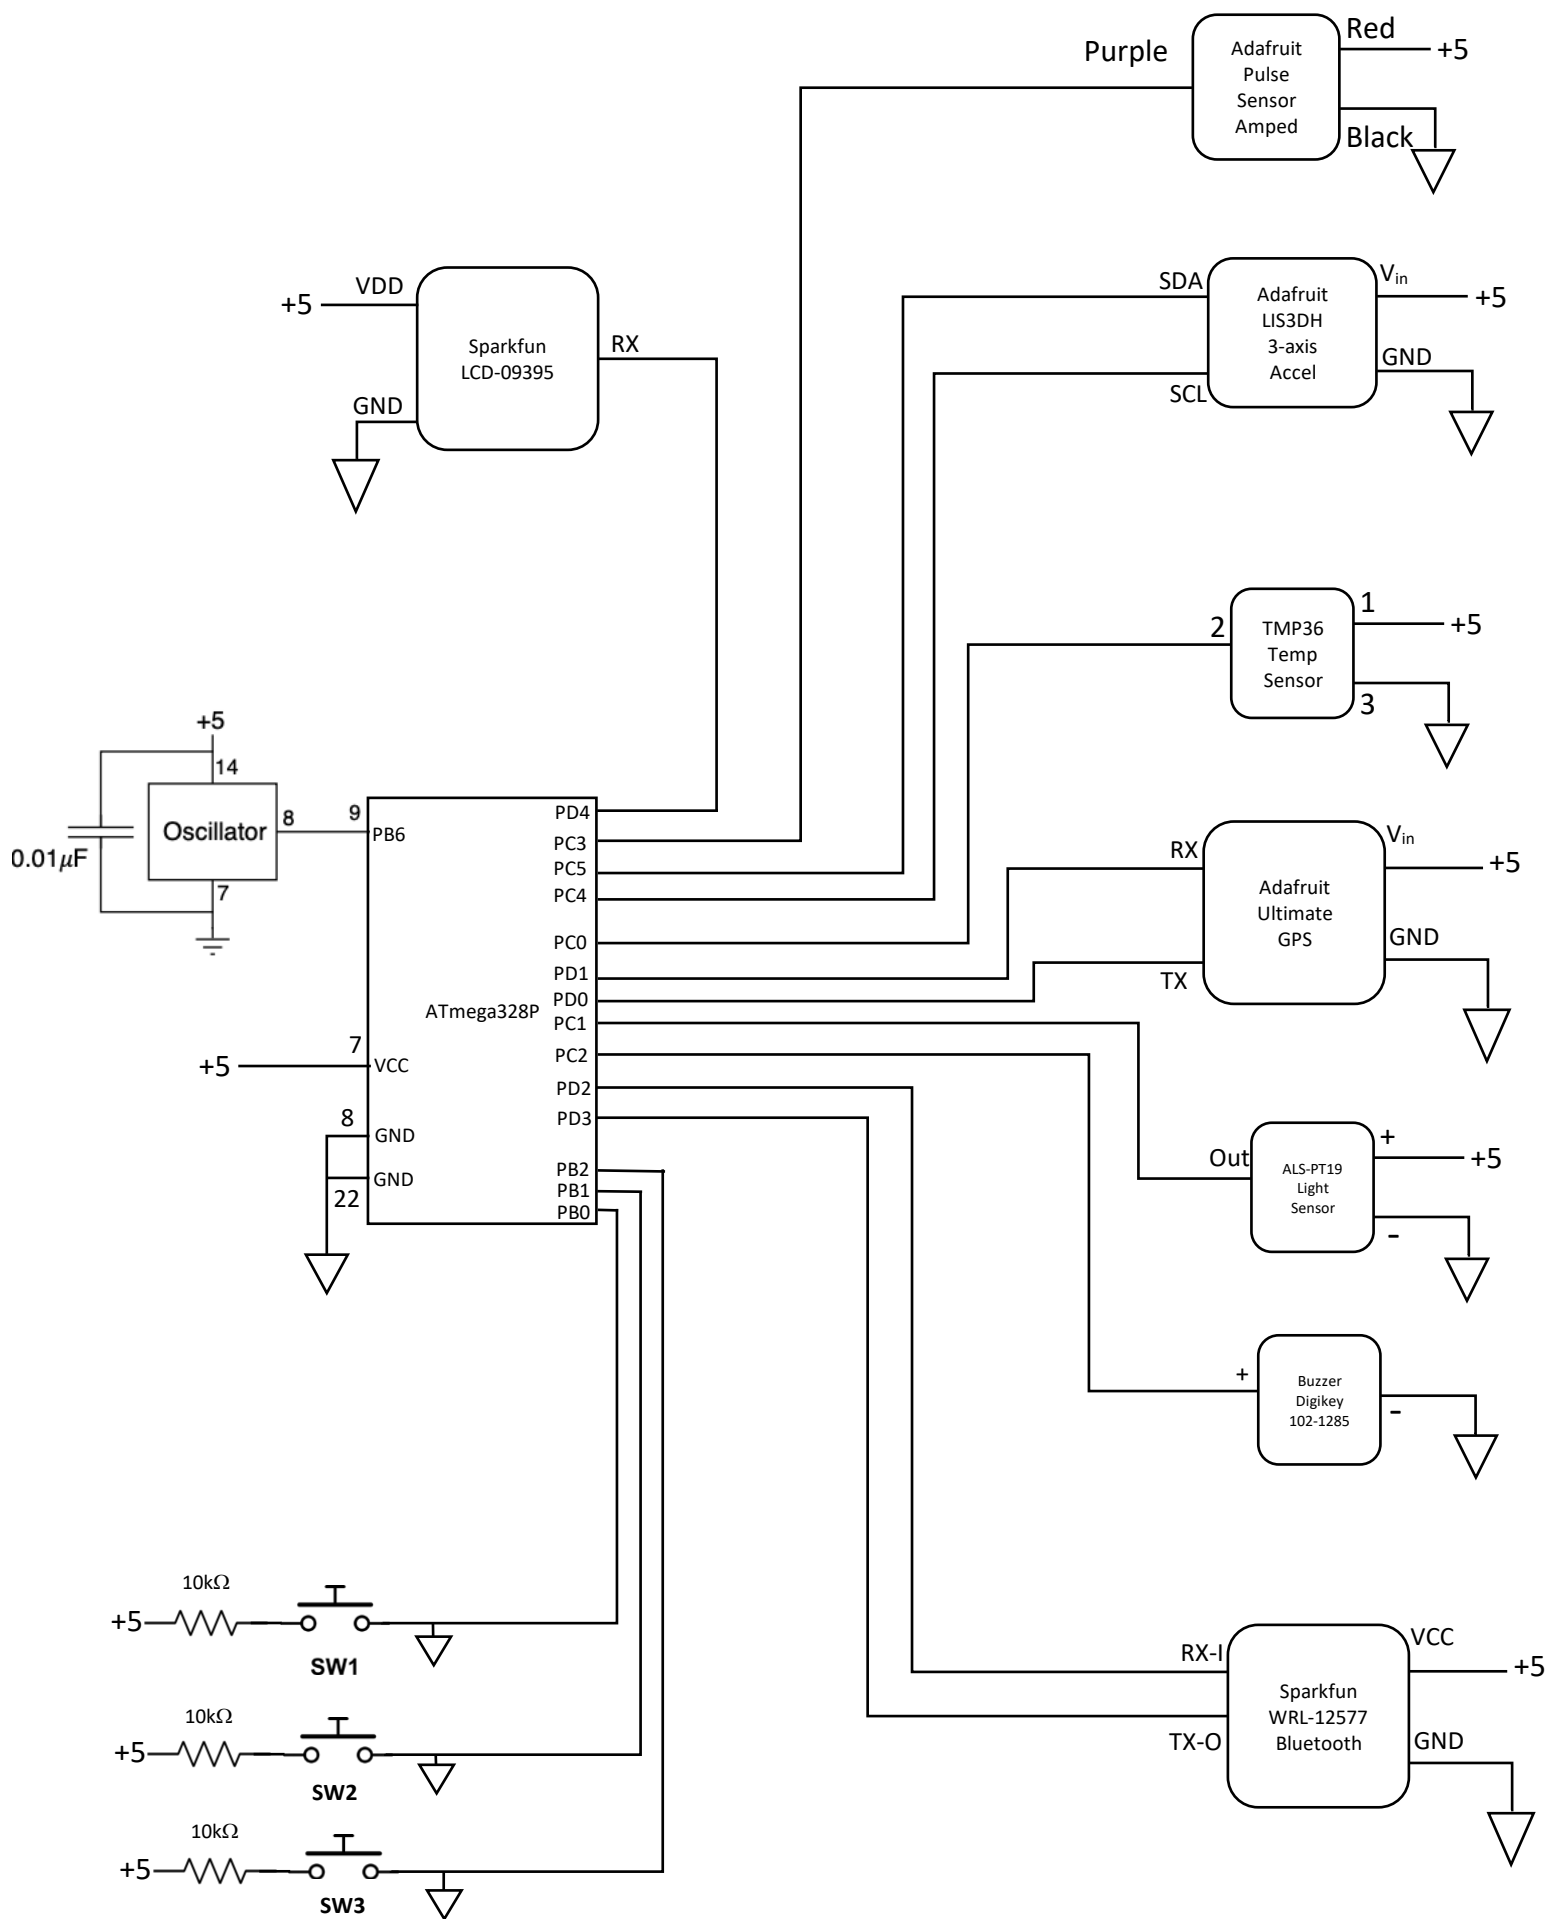 Purple
Adafruit
Pulse
Sensor
Amped
Red
+5
Black
VDD
+5
GND
Sparkfun
LCD-09395
RX
SDA
SCL
Adafruit
LIS3DH
3-axis
Accel
Vin
+5
GND
2
TMP36
Temp
Sensor
1
+5
3
+5
14
Oscillator
8
7
0.01μF
9
PB6
7
+5
VCC
8
GND
GND
22
ATmega328P
PD4
PC3
PC5
PC4
PC0
PD1
PD0
PC1
PC2
PD2
PD3
PB2
PB1
PB0
RX
TX
Adafruit
Ultimate
GPS
Vin
+5
GND
Out
ALS-PT19
Light
Sensor
+
+5
-
+
Buzzer
Digikey
102-1285
-
10kΩ
+5
SW1
10kΩ
+5
SW2
10kΩ
+5
SW3
RX-I
TX-O
Sparkfun
WRL-12577
Bluetooth
VCC
+5
GND